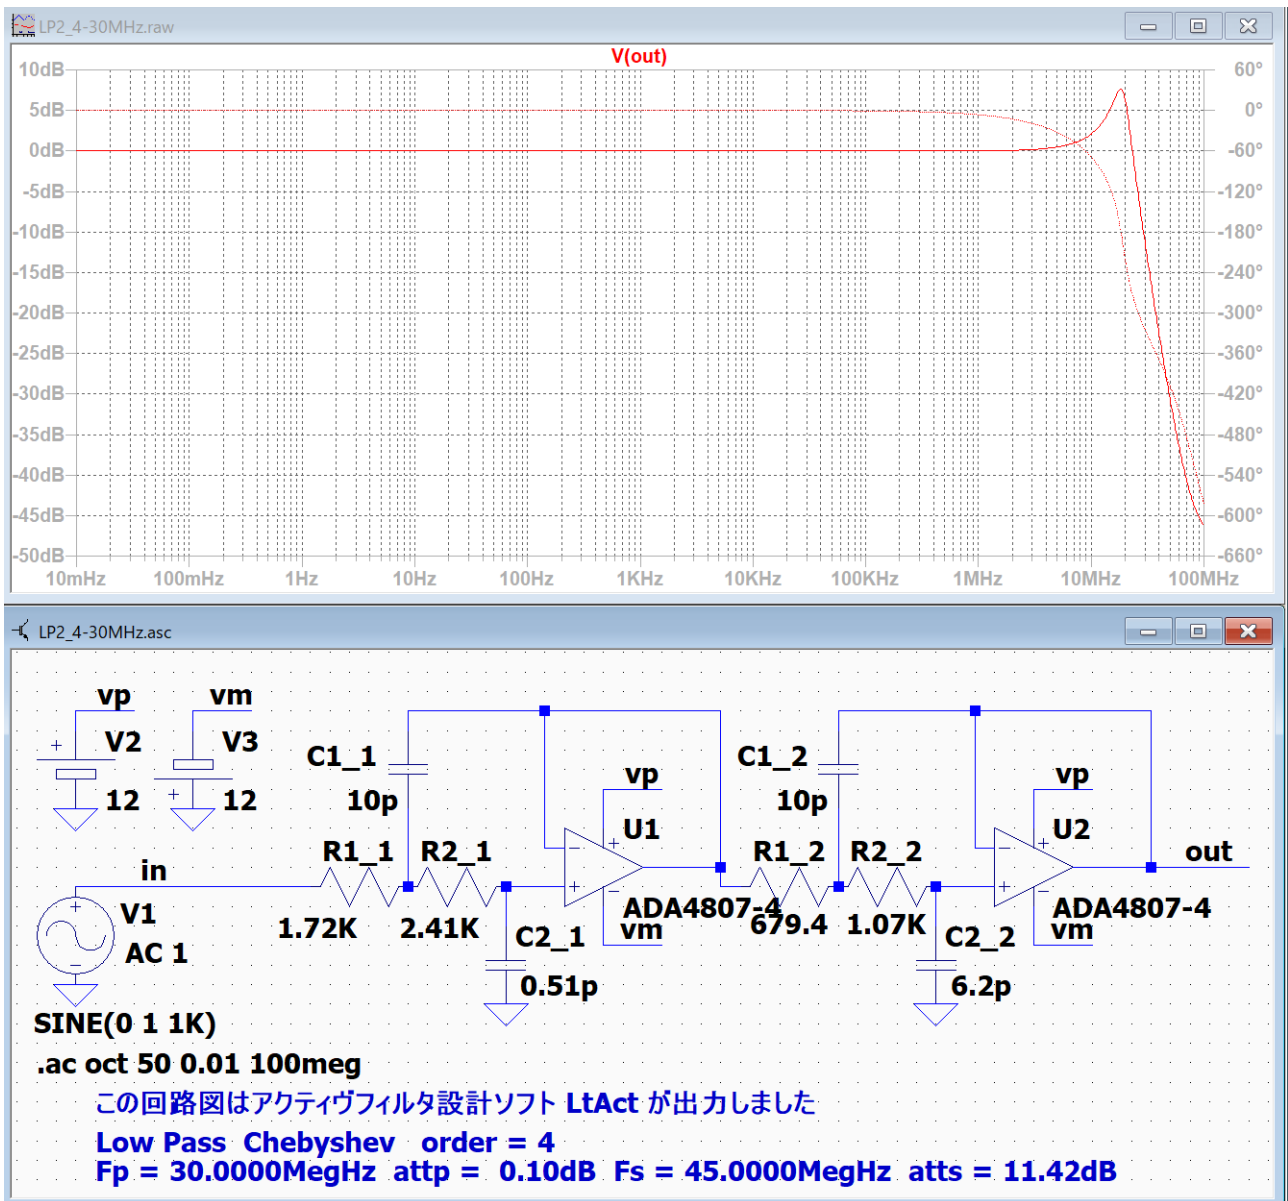 LP2_4-30MHz.raw
V(out)
10dB
5dB
0dB
-5dB
-10dB
-15dB
-20dB
-25dB
-30dB
-35dB
-40dB
-45dB
-50dB
60°
0°
-60°
-120°
-180°
-240°
-300°
-360°
-420°
-480°
-540°
-600°
-660°
10mHz 100mHz 1Hz 10Hz 100Hz 1KHz 10KHz 100KHz 1MHz 10MHz 100MHz
LP2_4-30MHz.asc
vp
V2
12
vm
V3
12
in
V1
AC 1
SINE(0 1 1K)
C1_1
10p
R1_1
1.72K
R2_1
2.41K
C2_1
0.51p
vp
U1
ADA4807-4
vm
C1_2
10p
R1_2
679.4
R2_2
1.07K
C2_2
6.2p
vp
U2
ADA4807-4
vm
out
.ac oct 50 0.01 100meg
この回路図はアクティヴフィルタ設計ソフト LtAct が出力しました
Low Pass Chebyshev order = 4
Fp = 30.0000MegHz attp = 0.10dB Fs = 45.0000MegHz atts = 11.42dB